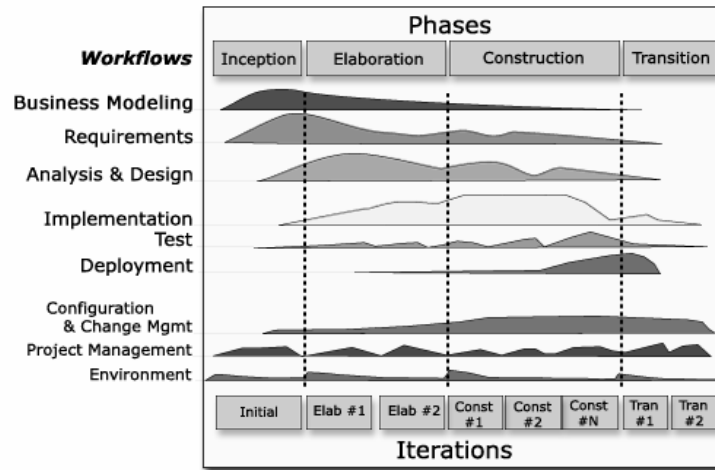 Phases
Workflows
Inception Elaboration Construction Transition
Business Modeling
Requirements
Analysis & Design
Implementation
Test
Deployment
Configuration
& Change Mgmt
Project Management
Environment
Initial Elab #1 Elab #2 Const #1 Const #2 Const #N Tran #1 Tran #2
Iterations